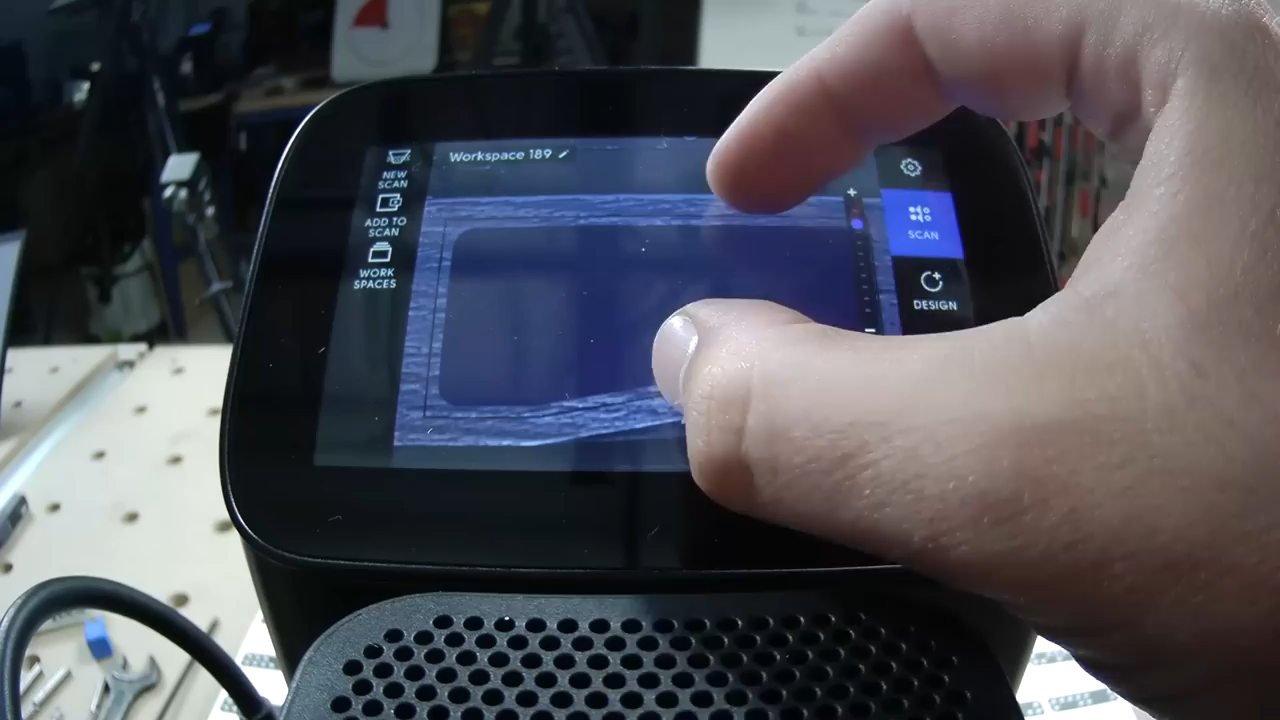 Workspace 189
NEW
SCAN
ADD TO
SCAN
WORK
SPACES
SCAN
DESIGN